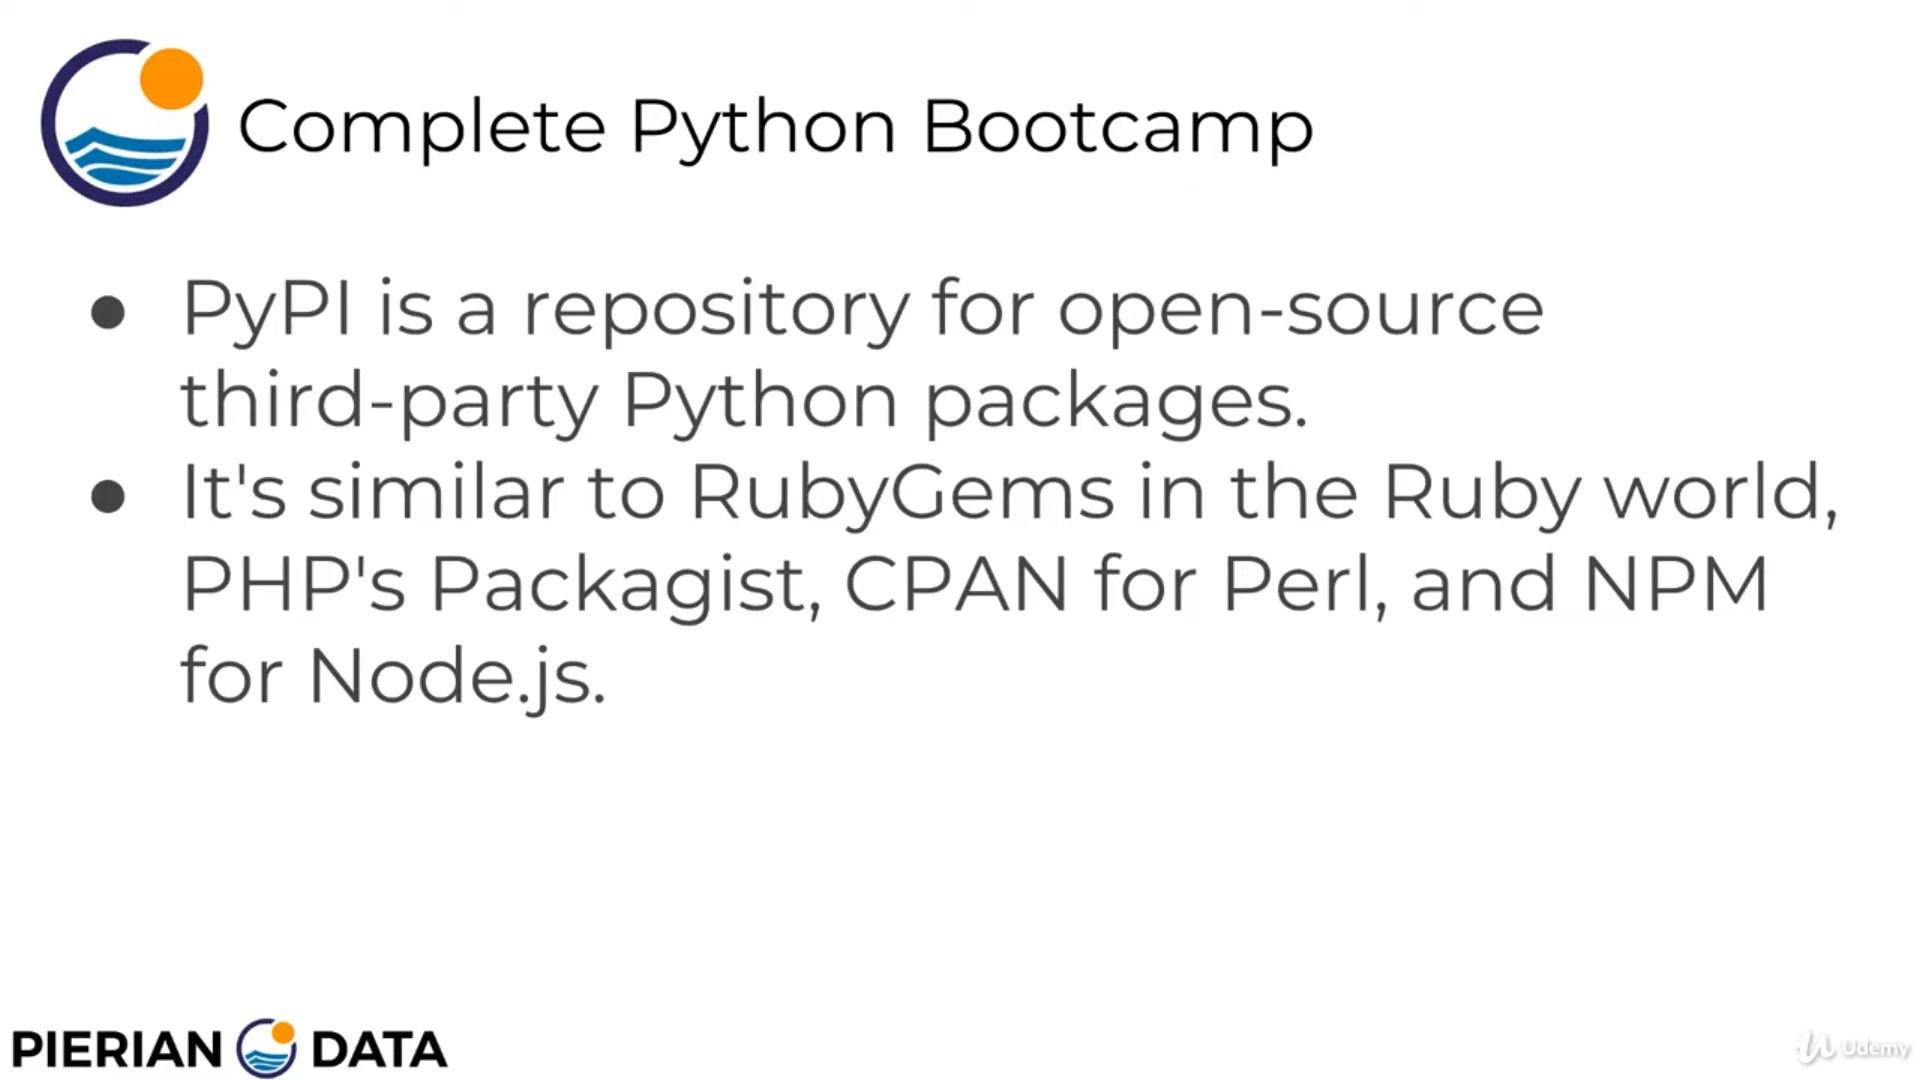 Complete Python Bootcamp
● PyPI is a repository for open-source
third-party Python packages.
● It's similar to RubyGems in the Ruby world,
PHP's Packagist, CPAN for Perl, and NPM
for Node.js.
PIERIAN DATA
Udemy